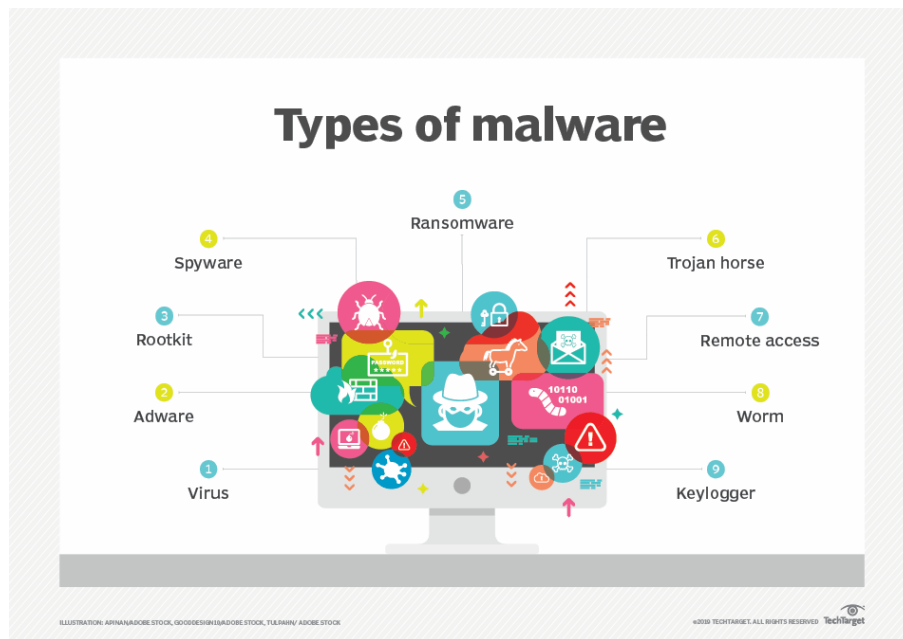 Types of malware
5
Ransomware
4
Spyware
6
Trojan horse
3
Rootkit
7
Remote access
2
Adware
8
Worm
1
Virus
9
Keylogger
PASSWORD
*****
10110
01001
ILLUSTRATION: APINAN/ADOBE STOCK, GOODDESIGN10/ADOBE STOCK, TULPAHN/ ADOBE STOCK
©2019 TECHTARGET. ALL RIGHTS RESERVED TechTarget